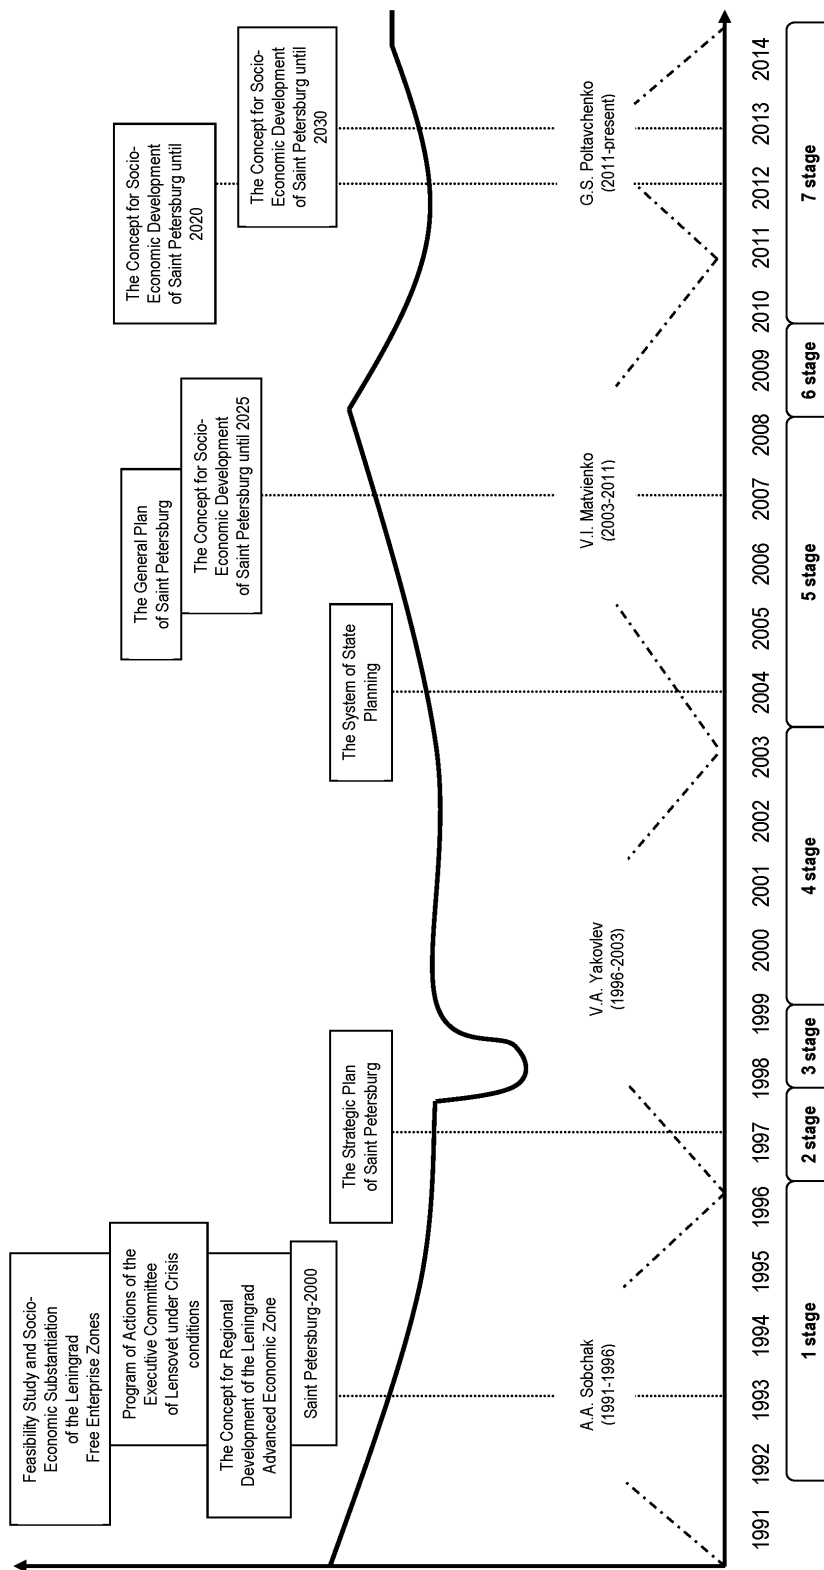 Feasibility Study and Socio-
Economic Substantiation
of the Leningrad
Free Enterprise Zones
Program of Actions of the
Executive Committee
of Lensovet under Crisis
conditions
The Concept for Regional
Development of the Leningrad
Advanced Economic Zone
Saint Petersburg-2000
The Strategic Plan
of Saint Petersburg
The System of State
Planning
The General Plan
of Saint Petersburg
The Concept for Socio-
Economic Development
of Saint Petersburg until 2025
The Concept for Socio-
Economic Development
of Saint Petersburg until
2020
The Concept for Socio-
Economic Development
of Saint Petersburg until
2030
A.A. Sobchak
(1991-1996)
V.A. Yakovlev
(1996-2003)
V.I. Matvienko
(2003-2011)
G.S. Poltavchenko
(2011-present)
1991 1992 1993 1994 1995 1996 1997 1998 1999 2000 2001 2002 2003 2004 2005 2006 2007 2008 2009 2010 2011 2012 2013 2014
1 stage 2 stage 3 stage 4 stage 5 stage 6 stage 7 stage